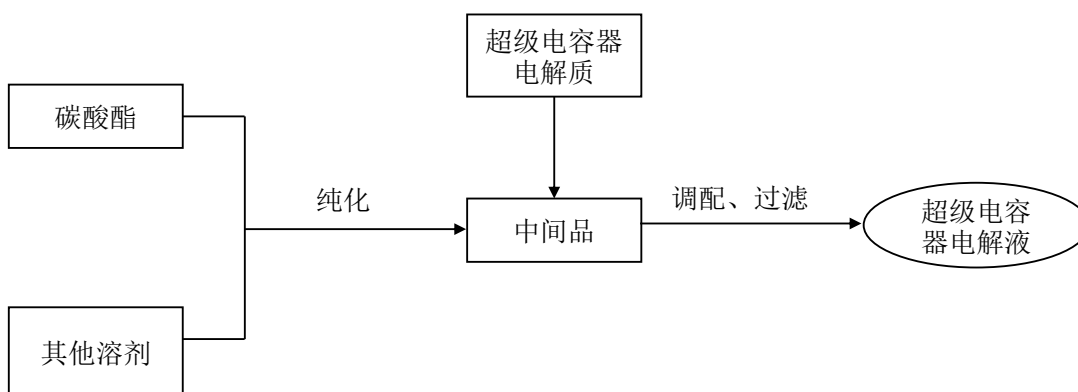 超级电容器
电解质
碳酸酯
纯化
调配、过滤
中间品
超级电容
器电解液
其他溶剂